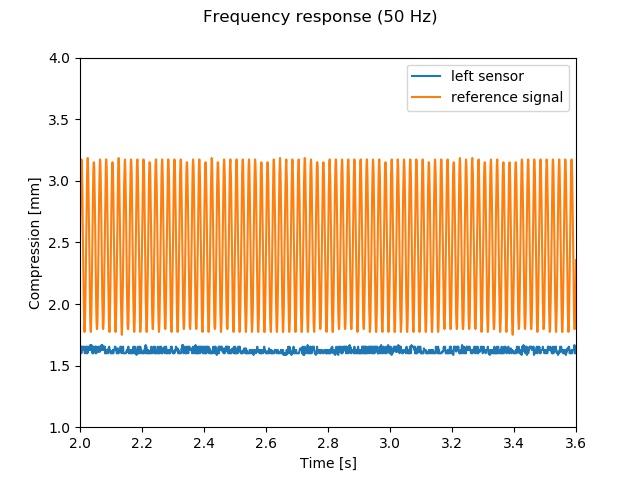 Frequency response (50 Hz)
left sensor
reference signal
4.0
3.5
3.0
2.5
2.0
1.5
1.0
Compression [mm]
2.0 2.2 2.4 2.6 2.8 3.0 3.2 3.4 3.6
Time [s]